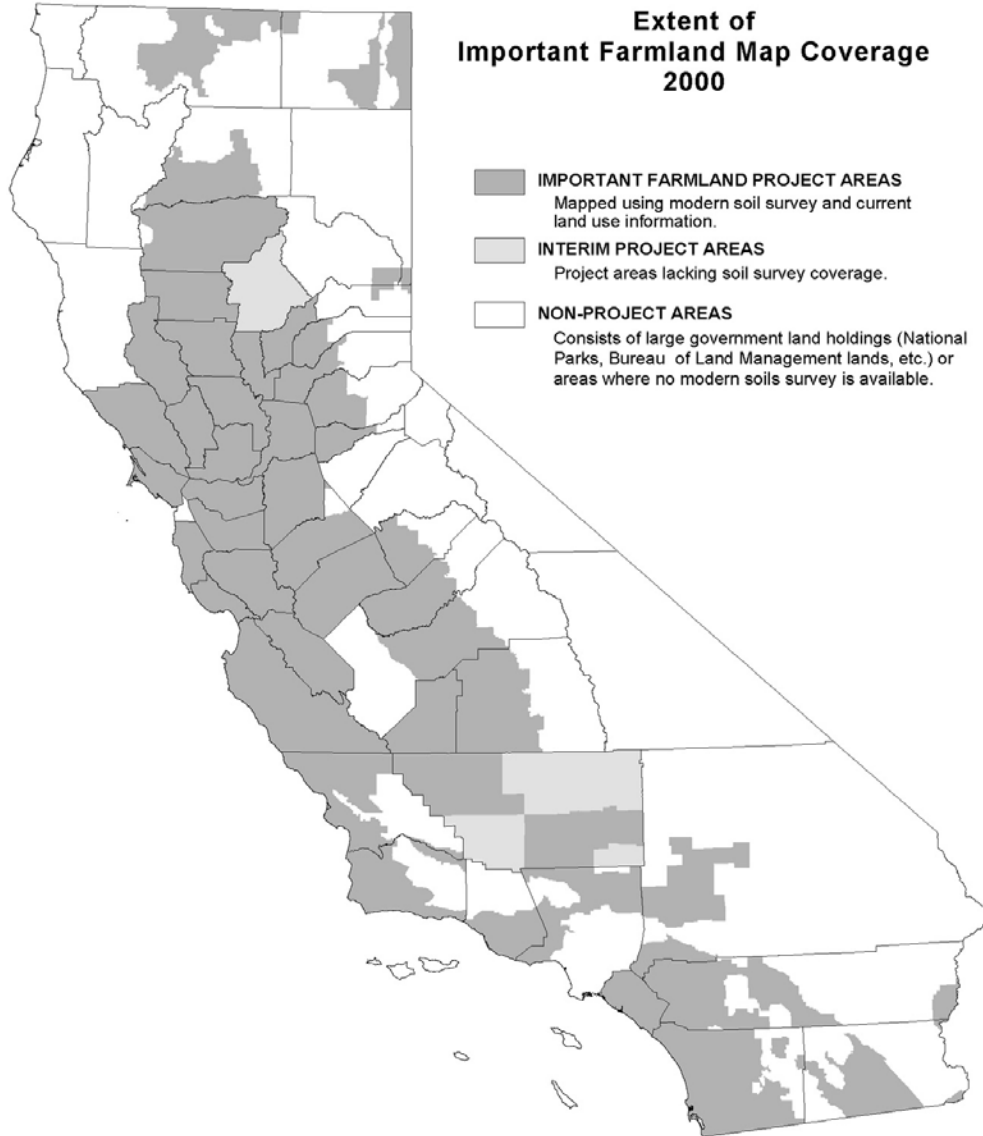 Extent of
Important Farmland Map Coverage
2000
IMPORTANT FARMLAND PROJECT AREAS
Mapped using modern soil survey and current
land use information.
INTERIM PROJECT AREAS
Project areas lacking soil survey coverage.
NON-PROJECT AREAS
Consists of large government land holdings (National
Parks, Bureau of Land Management lands, etc.) or
areas where no modern soils survey is available.